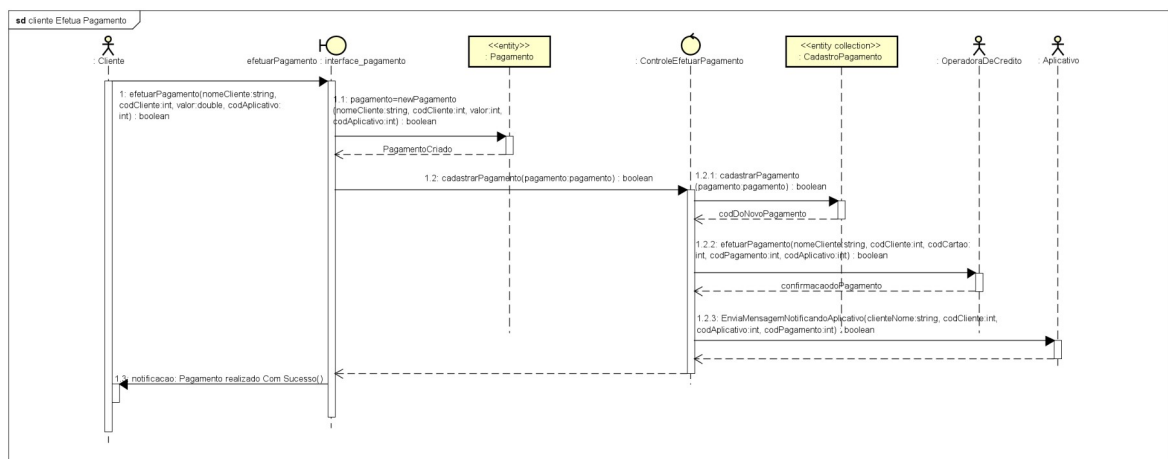 sd cliente Efetua Pagamento
: Cliente
efetuarPagamento : interface_pagamento
<<entity>>
: Pagamento
: ControleEfetuarPagamento
<<entity collection>>
: CadastroPagamento
: OperadoraDeCredito
: Aplicativo
1: efetuarPagamento(nomeCliente:string,
codCliente:int, valor:double, codAplicativo:
int) : boolean
1.1: pagamento=newPagamento
(nomeCliente:string, codCliente:int, valor:int,
codAplicativo:int) : boolean
PagamentoCriado
1.2: cadastrarPagamento(pagamento:pagamento) : boolean
1.2.1: cadastrarPagamento
(pagamento:pagamento) : boolean
codDoNovoPagamento
1.2.2: efetuarPagamento(nomeCliente:string, codCliente:int, codCartao:
int, codPagamento:int, codAplicativo:int) : boolean
confirmacaodoPagamento
1.2.3: EnviaMensagemNotificandoAplicativo(clienteNome:string, codCliente:int,
codAplicativo:int, codPagamento:int) : boolean
1.3: notificacao: Pagamento realizado Com Sucesso()